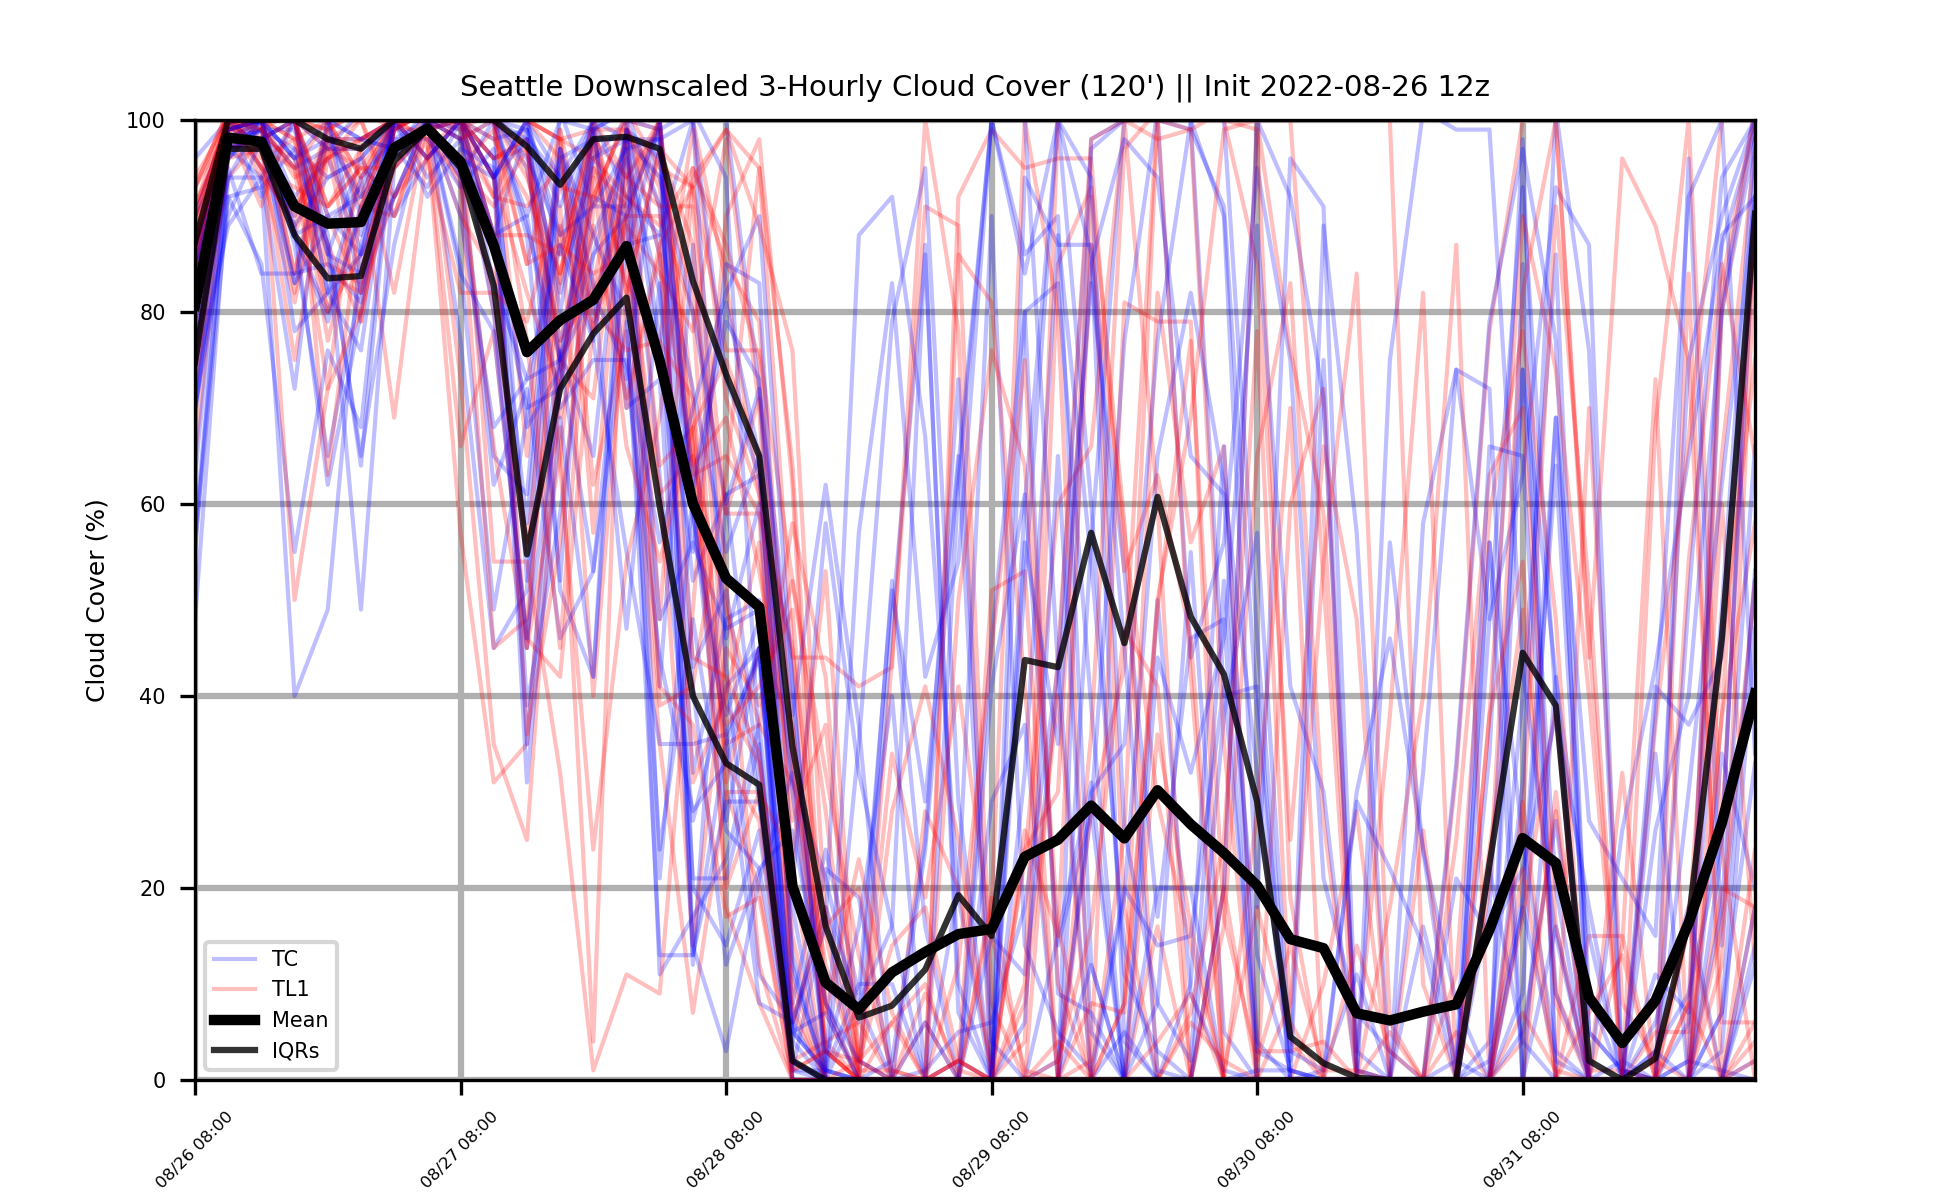 Seattle Downscaled 3-Hourly Cloud Cover (120') || Init 2022-08-26 12z
Cloud Cover (%)
100
80
60
40
20
0
TC
TL1
Mean
IQRs
08/26 08:00
08/27 08:00
08/28 08:00
08/29 08:00
08/30 08:00
08/31 08:00